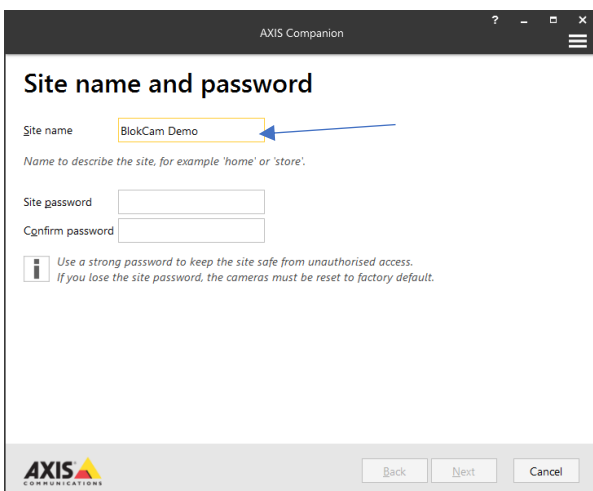 AXIS Companion
?
Site name and password
Site name BlokCam Demo
Name to describe the site, for example 'home' or 'store'.
Site password
Confirm password
i Use a strong password to keep the site safe from unauthorised access.
If you lose the site password, the cameras must be reset to factory default.
AXIS
COMMUNICATIONS
Back Next Cancel